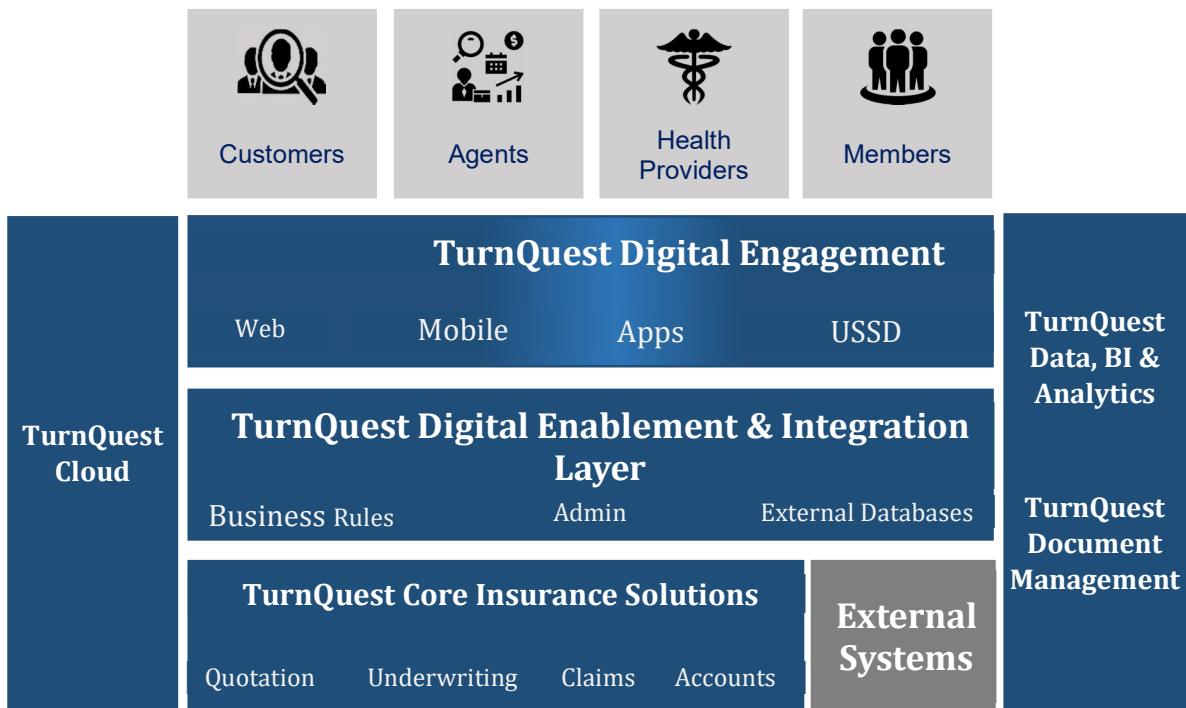 Customers
Agents
Health
Providers
Members
TurnQuest Digital Engagement
Web
Mobile
Apps
USSD
TurnQuest
Cloud
TurnQuest Digital Enablement & Integration
Layer
Business Rules
Admin
External Databases
TurnQuest Core Insurance Solutions
Quotation
Underwriting
Claims
Accounts
External
Systems
TurnQuest
Data, BI &
Analytics
TurnQuest
Document
Management